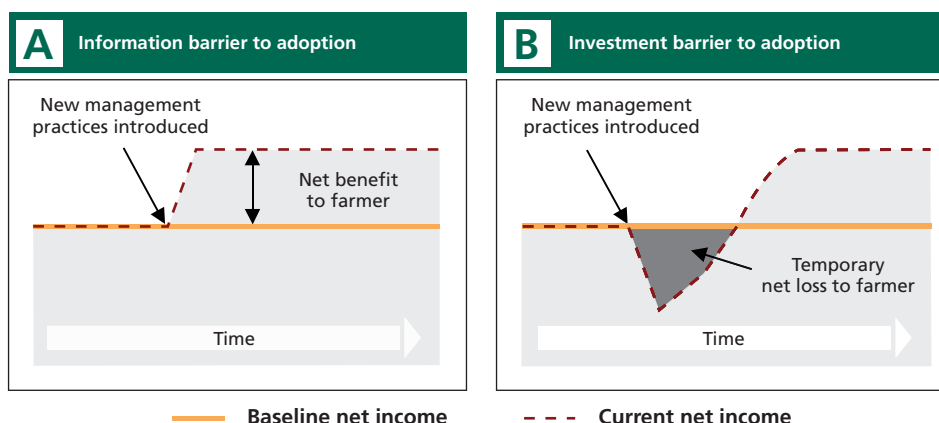 A Information barrier to adoption
New management
practices introduced
Net benefit
to farmer
Time
B Investment barrier to adoption
New management
practices introduced
Temporary
net loss to farmer
Time
Baseline net income
Current net income